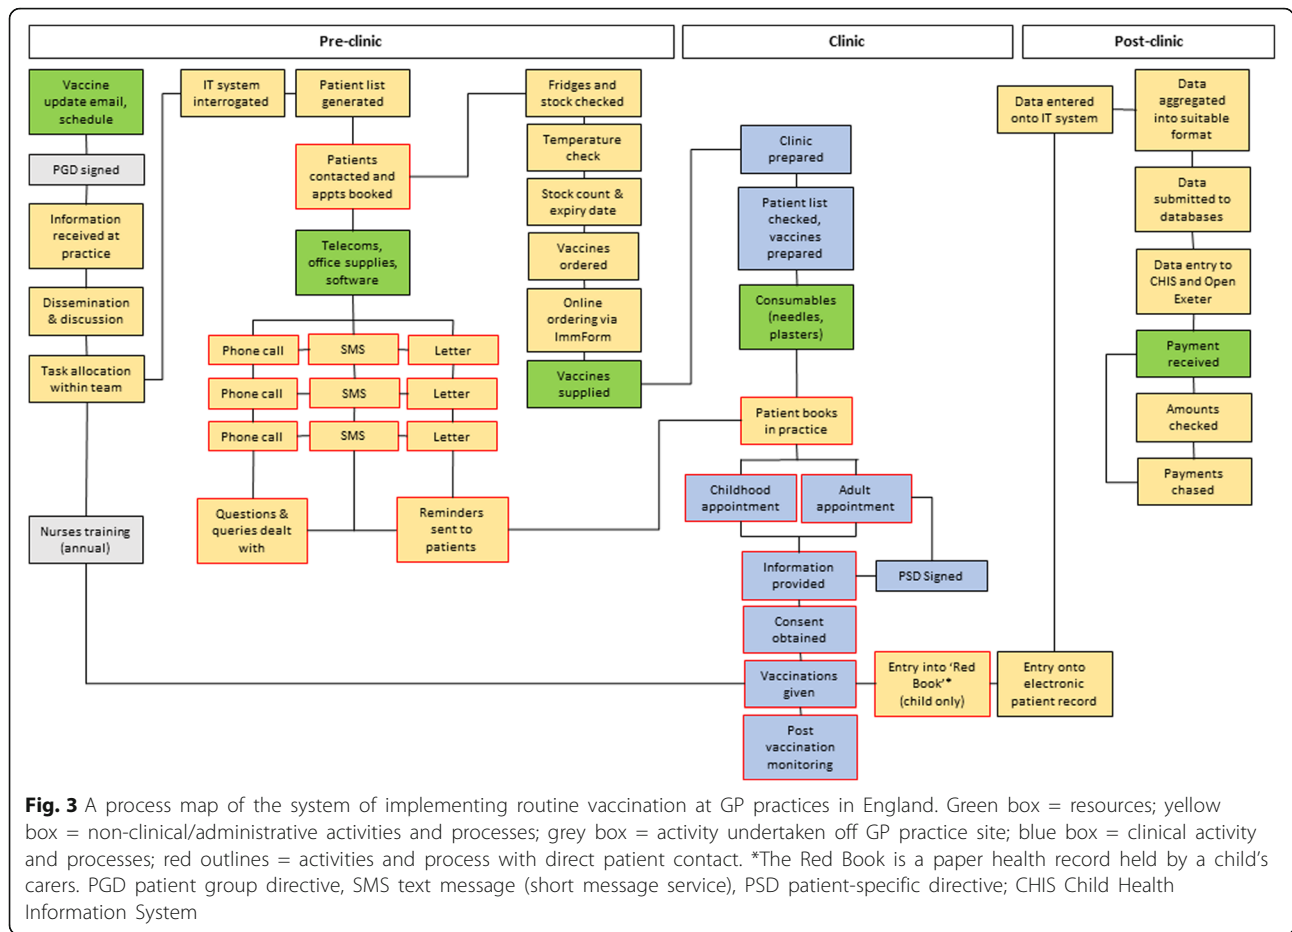 Pre-clinic
Clinic
Post-clinic
Vaccine
update email,
schedule
PGD signed
Information
received at
practice
Dissemination
& discussion
Task allocation
within team
Nurses training
(annual)
IT system
interrogated
Patient list
generated
Patients
contacted and
appts booked
Telecoms,
office supplies,
software
Phone call
SMS
Letter
Phone call
SMS
Letter
Phone call
SMS
Letter
Questions &
queries dealt
with
Reminders
sent to
patients
Fridges and
stock checked
Temperature
check
Stock count &
expiry date
Vaccines
ordered
Online
ordering via
ImmForm
Vaccines
supplied
Clinic
prepared
Patient list
checked,
vaccines
prepared
Consumables
(needles,
plasters)
Patient books
in practice
Childhood
appointment
Adult
appointment
Information
provided
PSD Signed
Consent
obtained
Vaccinations
given
Post
vaccination
monitoring
Entry into 'Red
Book'*
(child only)
Entry onto
electronic
patient record
Data entered
onto IT system
Data
aggregated
into suitable
format
Data
submitted to
databases
Data entry to
CHIS and Open
Exeter
Payment
received
Amounts
checked
Payments
chased
Fig. 3 A process map of the system of implementing routine vaccination at GP practices in England. Green box = resources; yellow
box = non-clinical/administrative activities and processes; grey box = activity undertaken off GP practice site; blue box = clinical activity
and processes; red outlines = activities and process with direct patient contact. *The Red Book is a paper health record held by a child's
carers. PGD patient group directive, SMS text message (short message service), PSD patient-specific directive; CHIS Child Health
Information System